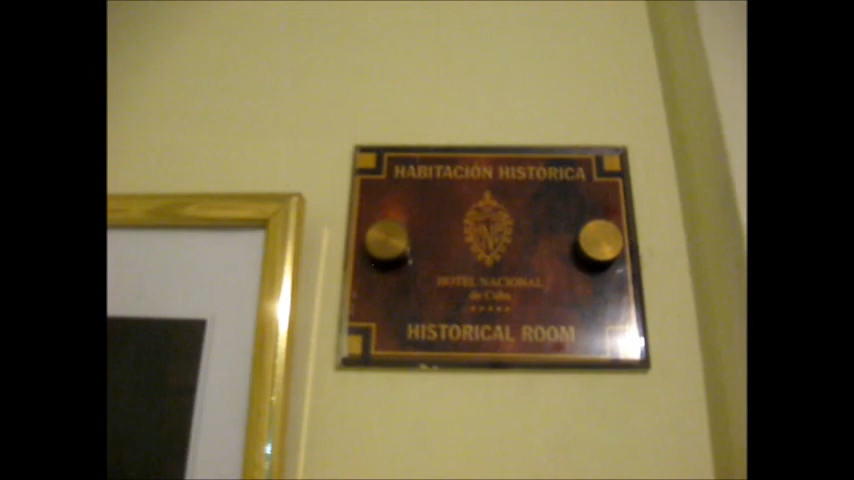 HABITACIÓN HISTÓRICA
HOTEL NACIONAL
de Cuba
HISTORICAL ROOM